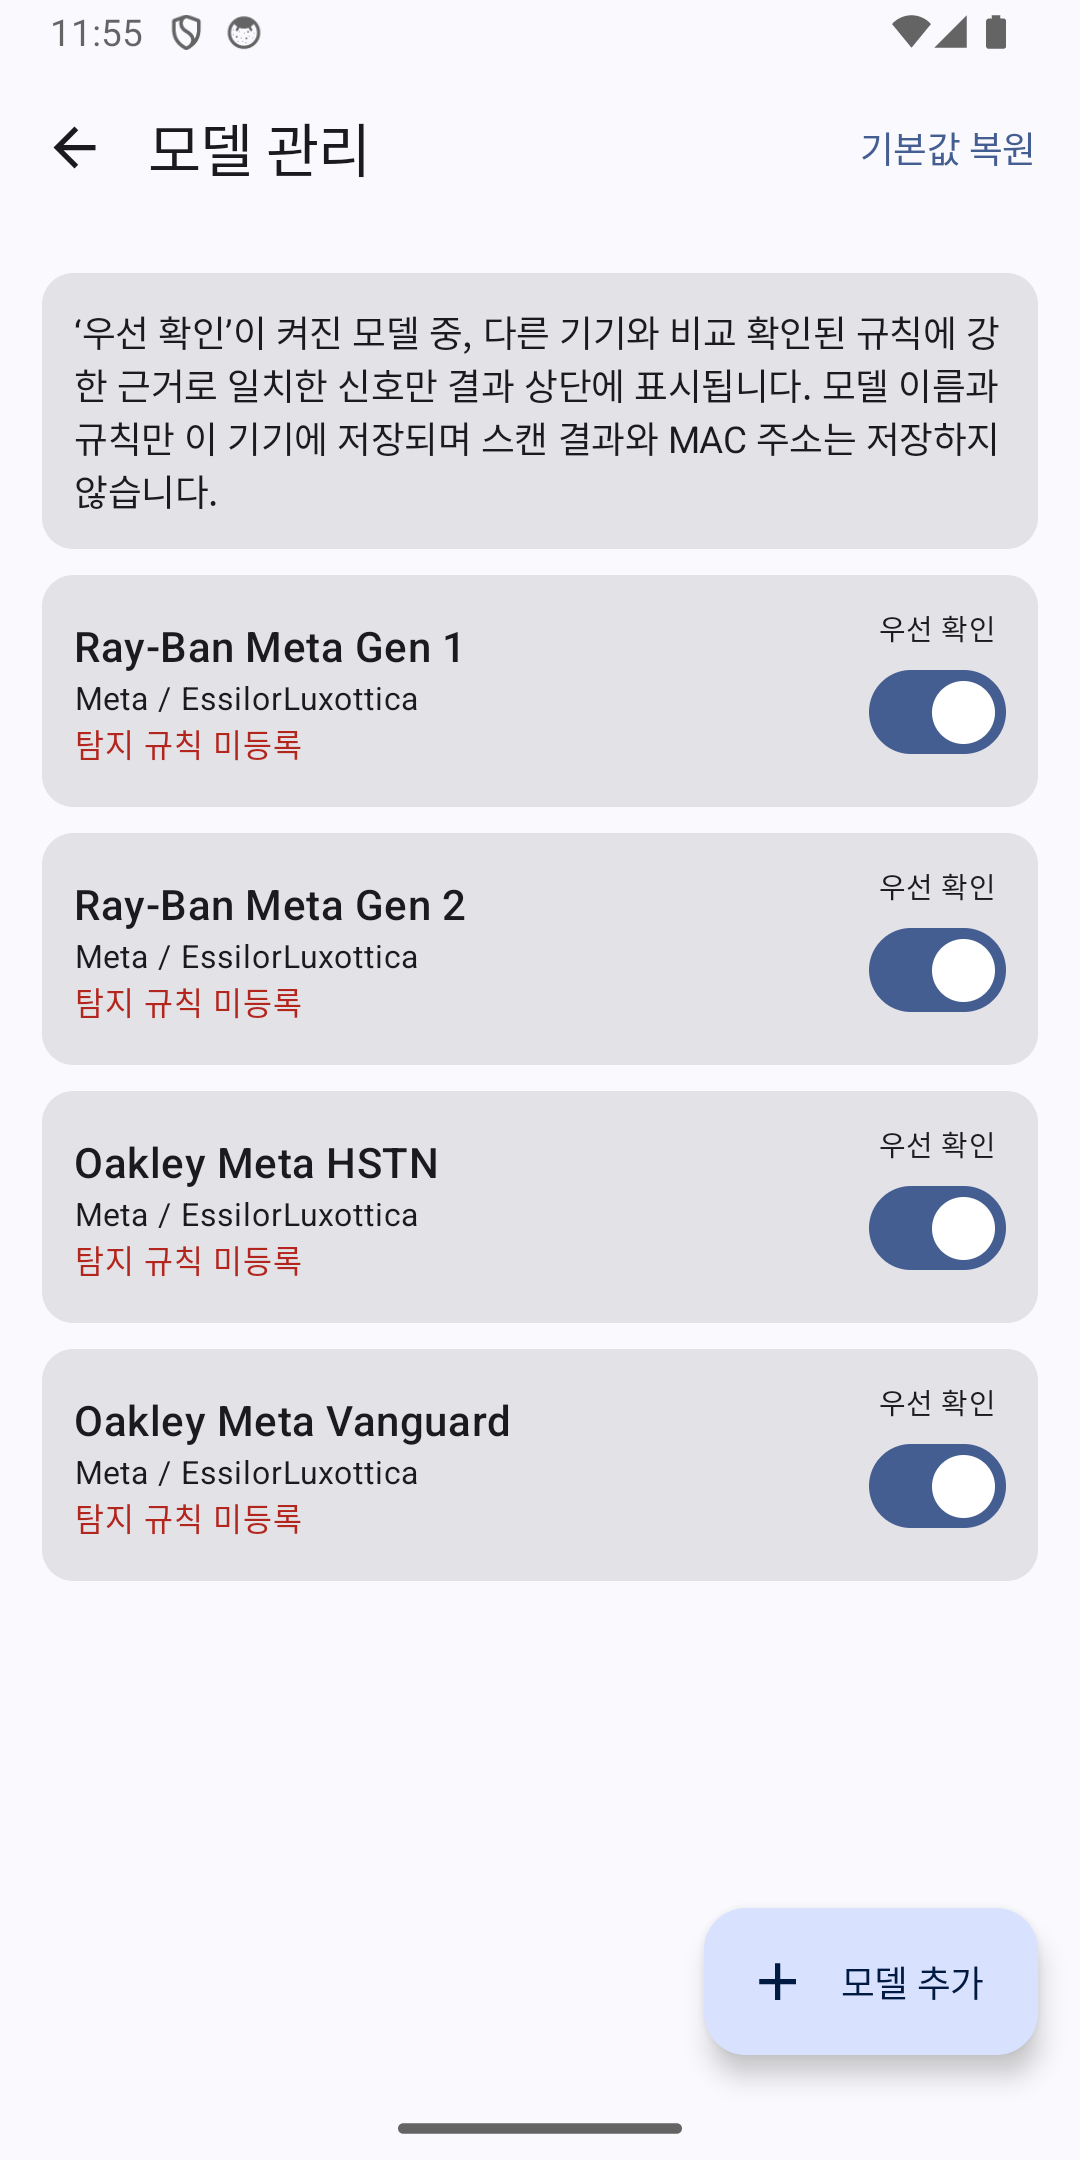 11:55
모델 관리
기본값 복원
‘우선 확인’이 켜진 모델 중, 다른 기기와 비교 확인된 규칙에 강
한 근거로 일치한 신호만 결과 상단에 표시됩니다. 모델 이름과
규칙만 이 기기에 저장되며 스캔 결과와 MAC 주소는 저장하지
않습니다.
우선 확인
Ray-Ban Meta Gen 1
Meta / EssilorLuxottica
탐지 규칙 미등록
우선 확인
Ray-Ban Meta Gen 2
Meta / EssilorLuxottica
탐지 규칙 미등록
우선 확인
Oakley Meta HSTN
Meta / EssilorLuxottica
탐지 규칙 미등록
우선 확인
Oakley Meta Vanguard
Meta / EssilorLuxottica
탐지 규칙 미등록
모델 추가